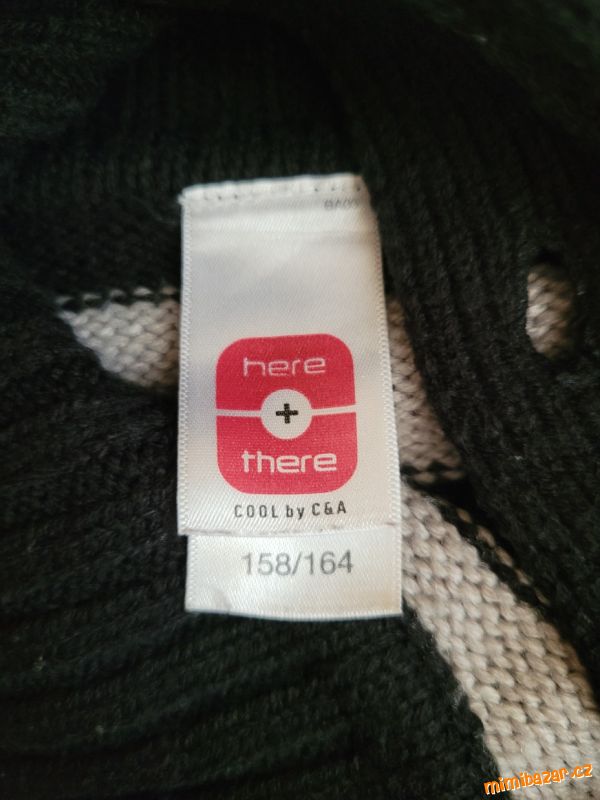 here
+
there
COOL by C&A
158/164
mimibazar.cz